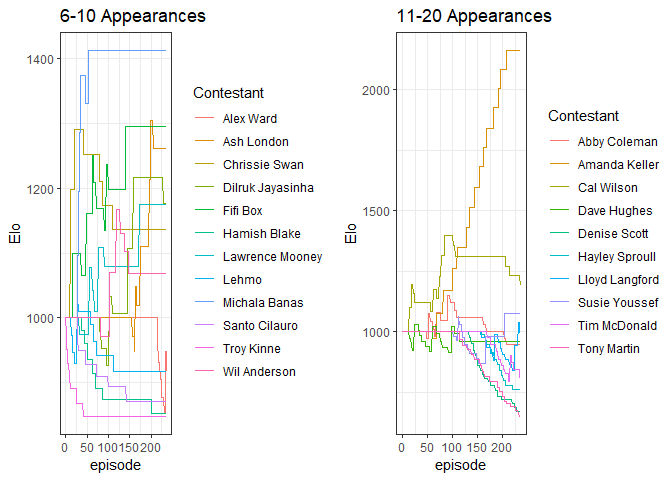 6-10 Appearances
1400
1200
1000
Elo
0
50
100
150
200
episode
Contestant
Alex Ward
Ash London
Chrissie Swan
Dilruk Jayasinha
Fifi Box
Hamish Blake
Lawrence Mooney
Lehmo
Michala Banas
Santo Cilauro
Troy Kinne
Wil Anderson
11-20 Appearances
2000
1500
1000
Elo
0
50
100
150
200
episode
Contestant
Abby Coleman
Amanda Keller
Cal Wilson
Dave Hughes
Denise Scott
Hayley Sproull
Lloyd Langford
Susie Youssef
Tim McDonald
Tony Martin